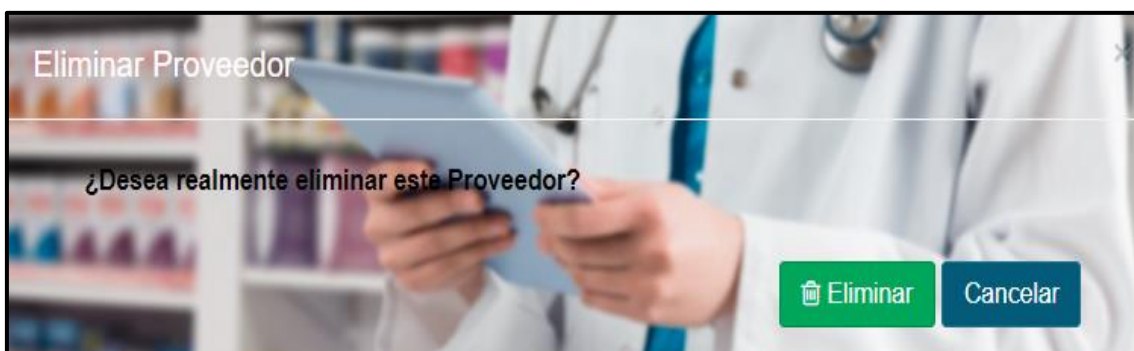 Eliminar Proveedor
×
¿Desea realmente eliminar este Proveedor?
Eliminar
Cancelar